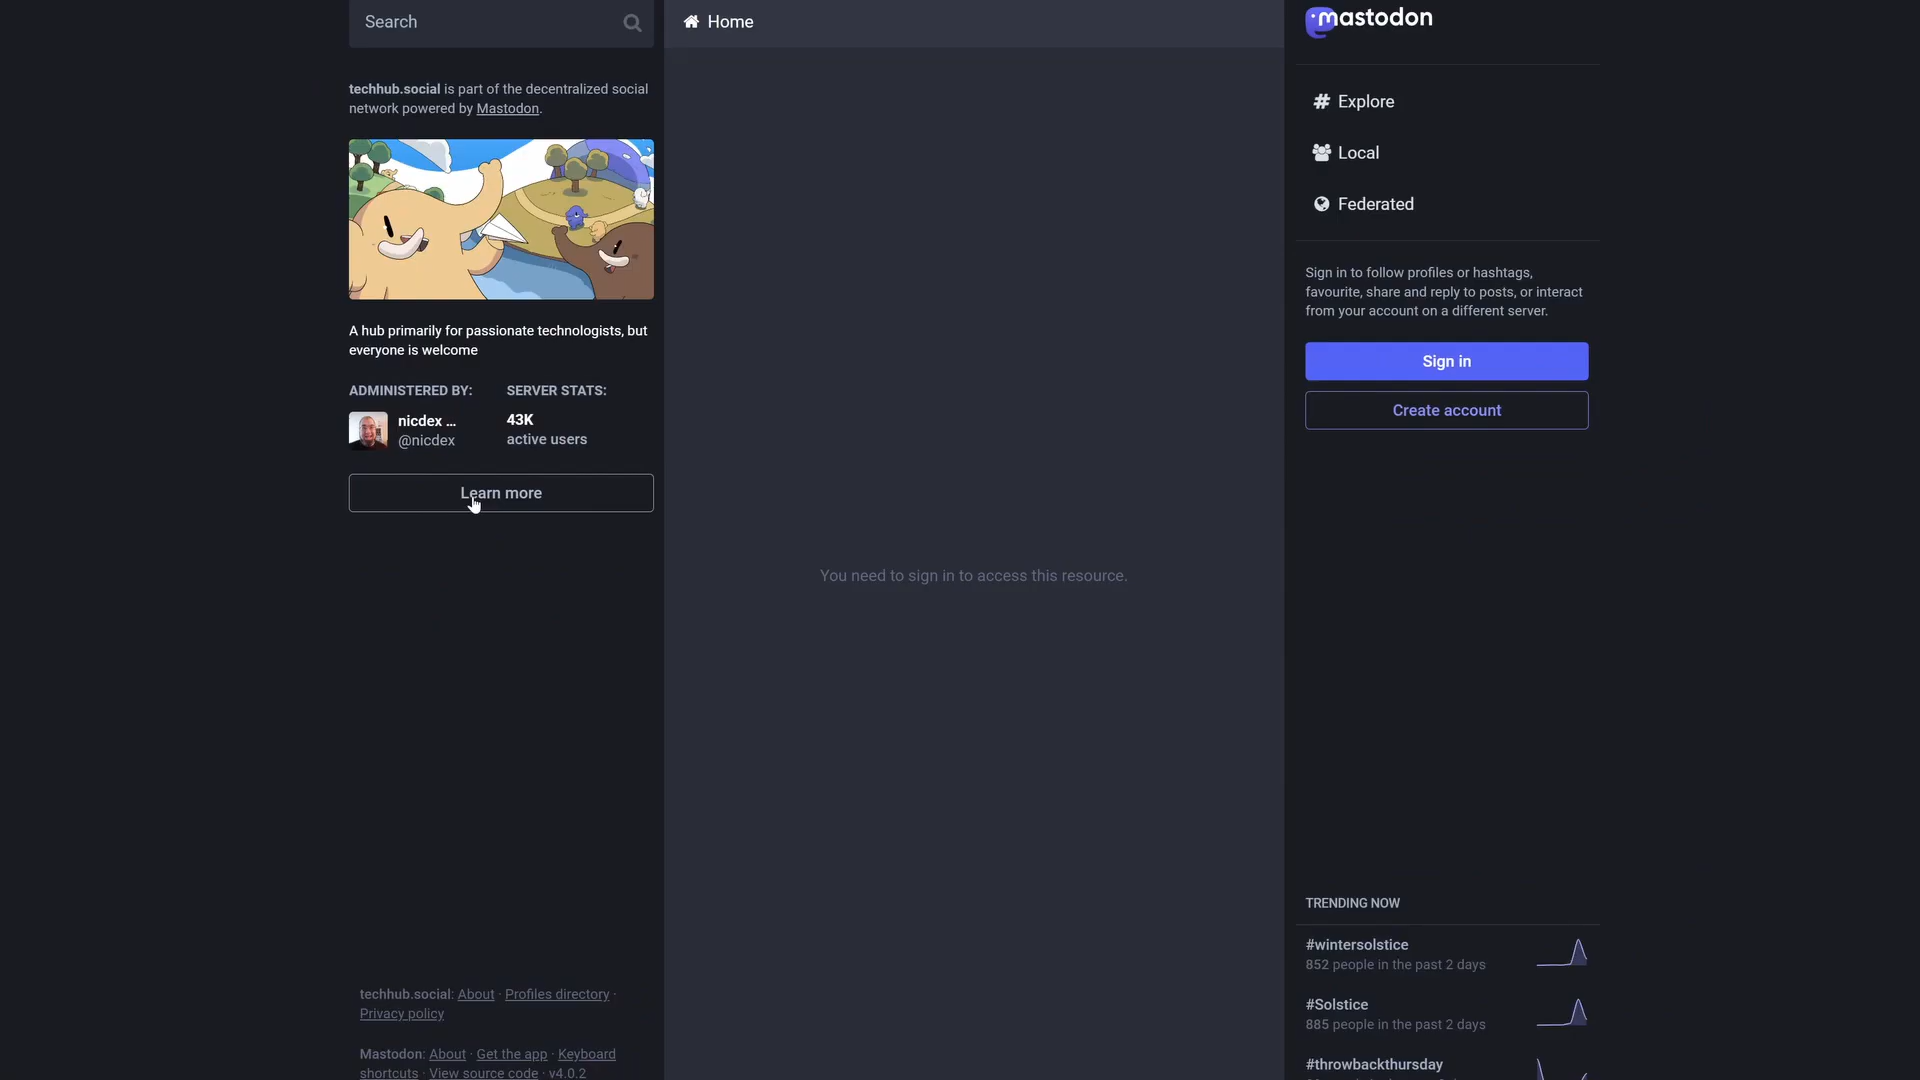 Search
techhub.social is part of the decentralized social
network powered by Mastodon.
A hub primarily for passionate technologists, but
everyone is welcome
ADMINISTERED BY:
nicdex ...
@nicdex
SERVER STATS:
43K
active users
Learn more
techhub.social: About · Profiles directory ·
Privacy policy
Mastodon: About · Get the app · Keyboard
shortcuts · View source code · v4.0.2
Home
You need to sign in to access this resource.
mastodon
# Explore
Local
Federated
Sign in to follow profiles or hashtags,
favourite, share and reply to posts, or interact
from your account on a different server.
Sign in
Create account
TRENDING NOW
#wintersolstice
852 people in the past 2 days
#Solstice
885 people in the past 2 days
#throwbackthursday